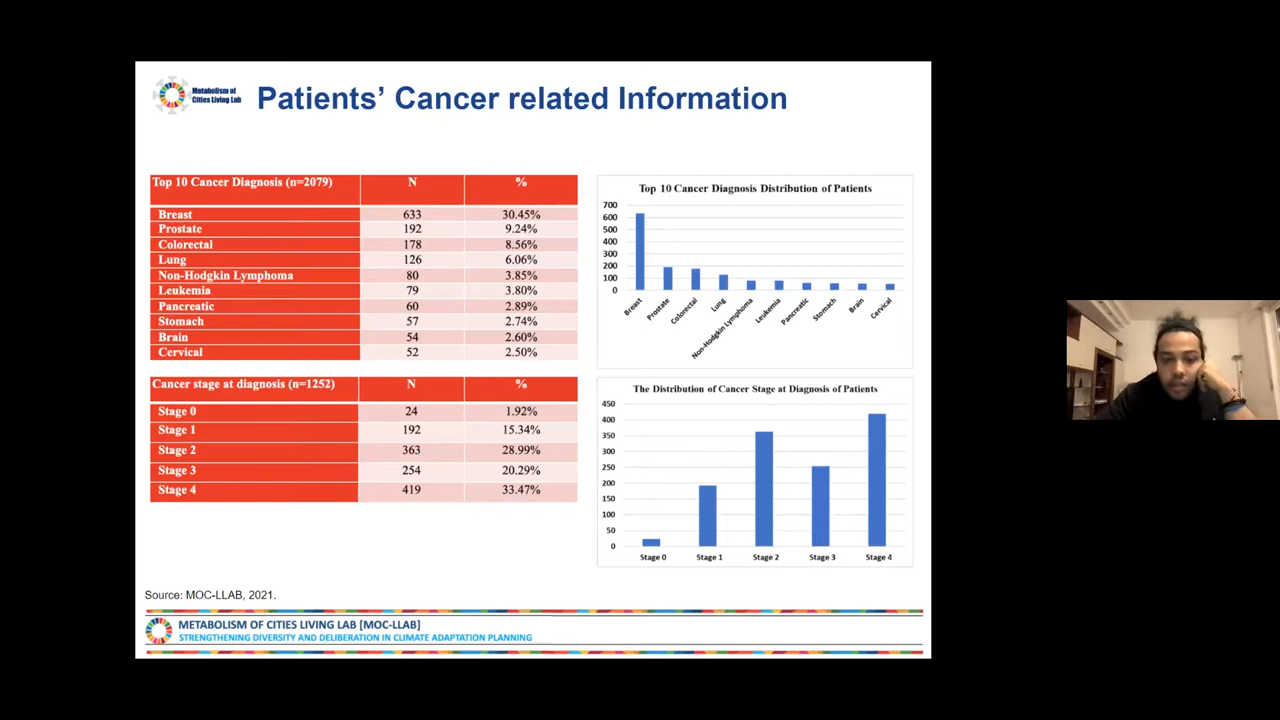 Metabolism of
Cities Living Lab
Patients' Cancer related Information
Top 10 Cancer Diagnosis (n=2079) N %
Breast 633 30.45%
Prostate 192 9.24%
Colorectal 178 8.56%
Lung 126 6.06%
Non-Hodgkin Lymphoma 80 3.85%
Leukemia 79 3.80%
Pancreatic 60 2.89%
Stomach 57 2.74%
Brain 54 2.60%
Cervical 52 2.50%
Cancer stage at diagnosis (n=1252) N %
Stage 0 24 1.92%
Stage 1 192 15.34%
Stage 2 363 28.99%
Stage 3 254 20.29%
Stage 4 419 33.47%
Top 10 Cancer Diagnosis Distribution of Patients
700
600
500
400
300
200
100
0
Breast Prostate Colorectal Lung Non-Hodgkin Lymphoma Leukemia Pancreatic Stomach Brain Cervical
The Distribution of Cancer Stage at Diagnosis of Patients
450
400
350
300
250
200
150
100
50
0
Stage 0 Stage 1 Stage 2 Stage 3 Stage 4
Source: MOC-LLAB, 2021.
METABOLISM OF CITIES LIVING LAB [MOC-LLAB]
STRENGTHENING DIVERSITY AND DELIBERATION IN CLIMATE ADAPTATION PLANNING